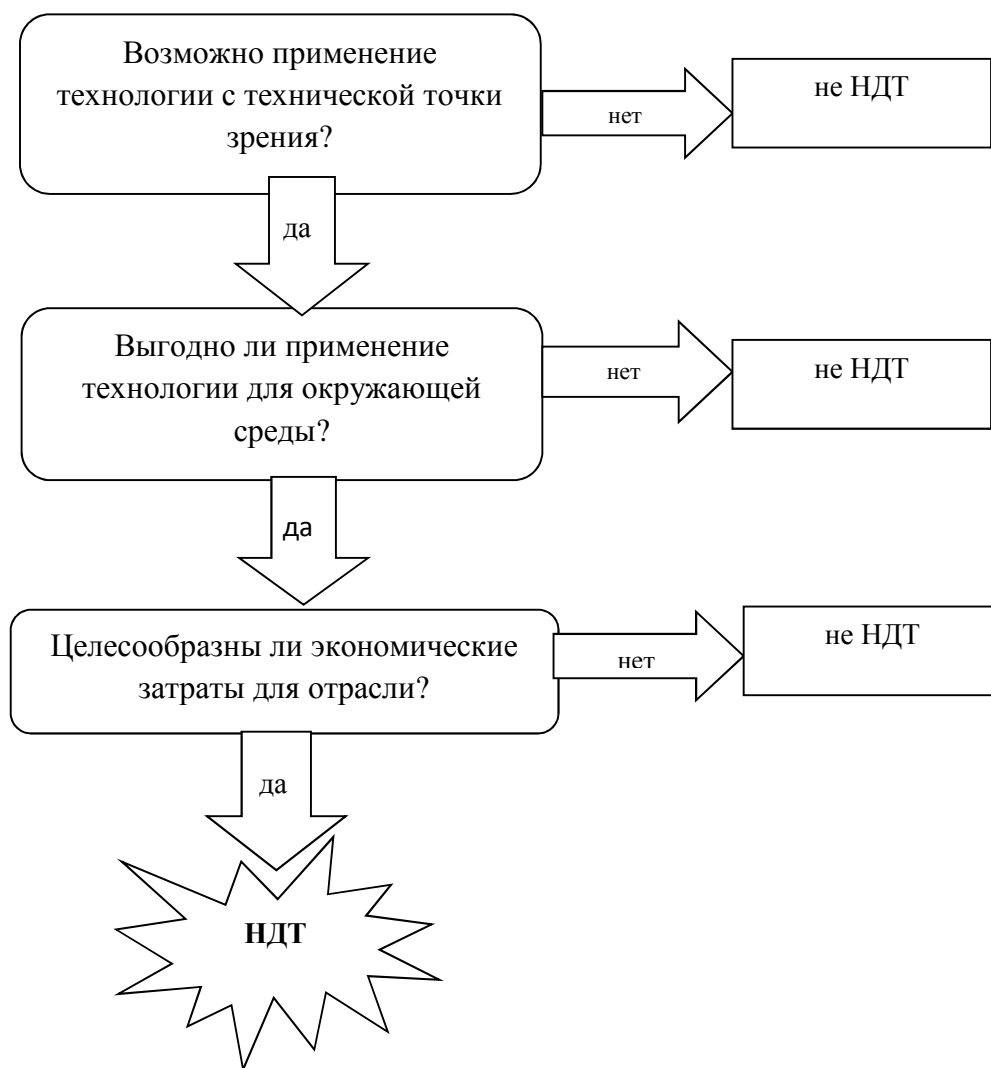 Возможно применение
технологии с технической точки
зрения?
нет
не НДТ
да
Выгодно ли применение
технологии для окружающей
среды?
нет
не НДТ
да
Целесообразны ли экономические
затраты для отрасли?
нет
не НДТ
да
НДТ